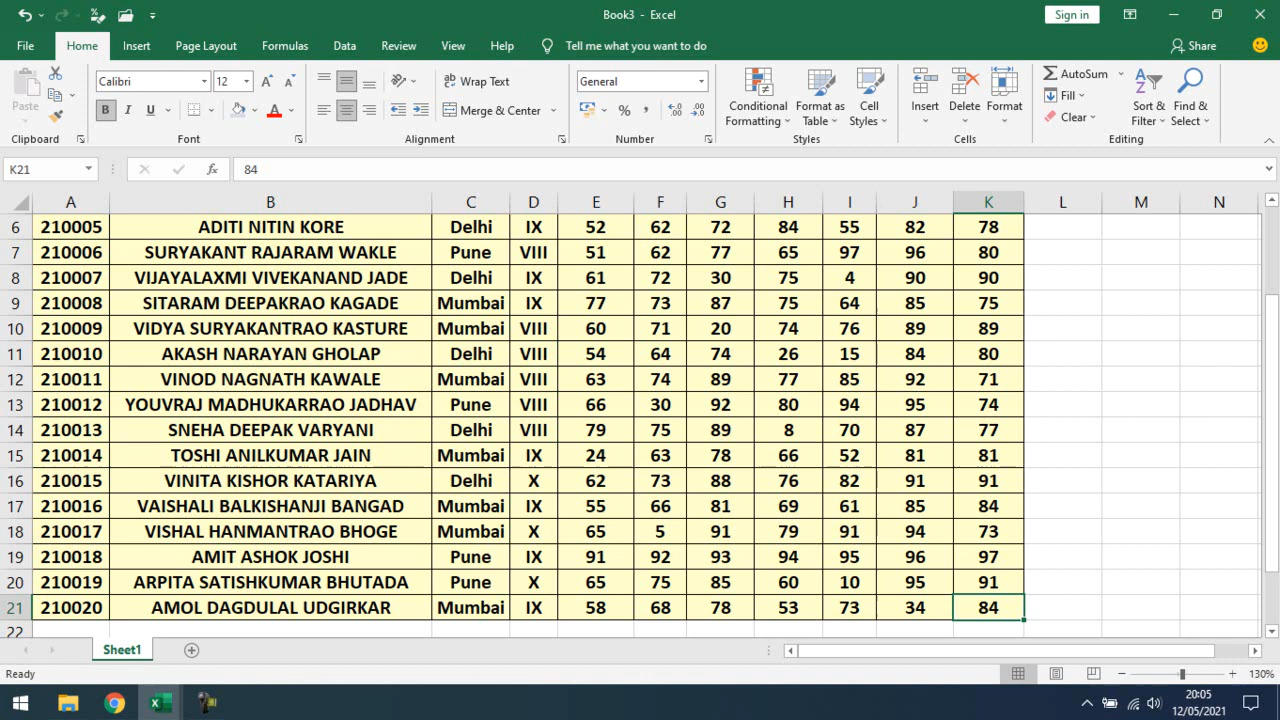 Book3 - Excel
Sign in
File Home Insert Page Layout Formulas Data Review View Help Tell me what you want to do Share
Paste
Calibri 12
B I U A
Wrap Text
Merge & Center
General
% ,
Conditional Formatting
Format as Table
Cell Styles
Insert Delete Format
AutoSum
Fill
Clear
Sort & Filter
Find & Select
Clipboard Font Alignment Number Styles Cells Editing
K21 fx 84
A B C D E F G H I J K L M N
6 210005 ADITI NITIN KORE Delhi IX 52 62 72 84 55 82 78
7 210006 SURYAKANT RAJARAM WAKLE Pune VIII 51 62 77 65 97 96 80
8 210007 VIJAYALAXMI VIVEKANAND JADE Delhi IX 61 72 30 75 4 90 90
9 210008 SITARAM DEEPAKRAO KAGADE Mumbai IX 77 73 87 75 64 85 75
10 210009 VIDYA SURYAKANTRAO KASTURE Mumbai VIII 60 71 20 74 76 89 89
11 210010 AKASH NARAYAN GHOLAP Delhi VIII 54 64 74 26 15 84 80
12 210011 VINOD NAGNATH KAWALE Mumbai VIII 63 74 89 77 85 92 71
13 210012 YOUVRAJ MADHUKARRAO JADHAV Pune VIII 66 30 92 80 94 95 74
14 210013 SNEHA DEEPAK VARYANI Delhi VIII 79 75 89 8 70 87 77
15 210014 TOSHI ANILKUMAR JAIN Mumbai IX 24 63 78 66 52 81 81
16 210015 VINITA KISHOR KATARIYA Delhi X 62 73 88 76 82 91 91
17 210016 VAISHALI BALKISHANJI BANGAD Mumbai IX 55 66 81 69 61 85 84
18 210017 VISHAL HANMANTRAO BHOGE Mumbai X 65 5 91 79 91 94 73
19 210018 AMIT ASHOK JOSHI Pune IX 91 92 93 94 95 96 97
20 210019 ARPITA SATISHKUMAR BHUTADA Pune X 65 75 85 60 10 95 91
21 210020 AMOL DAGDULAL UDGIRKAR Mumbai IX 58 68 78 53 73 34 84
22
Sheet1
Ready 130%
20:05
12/05/2021